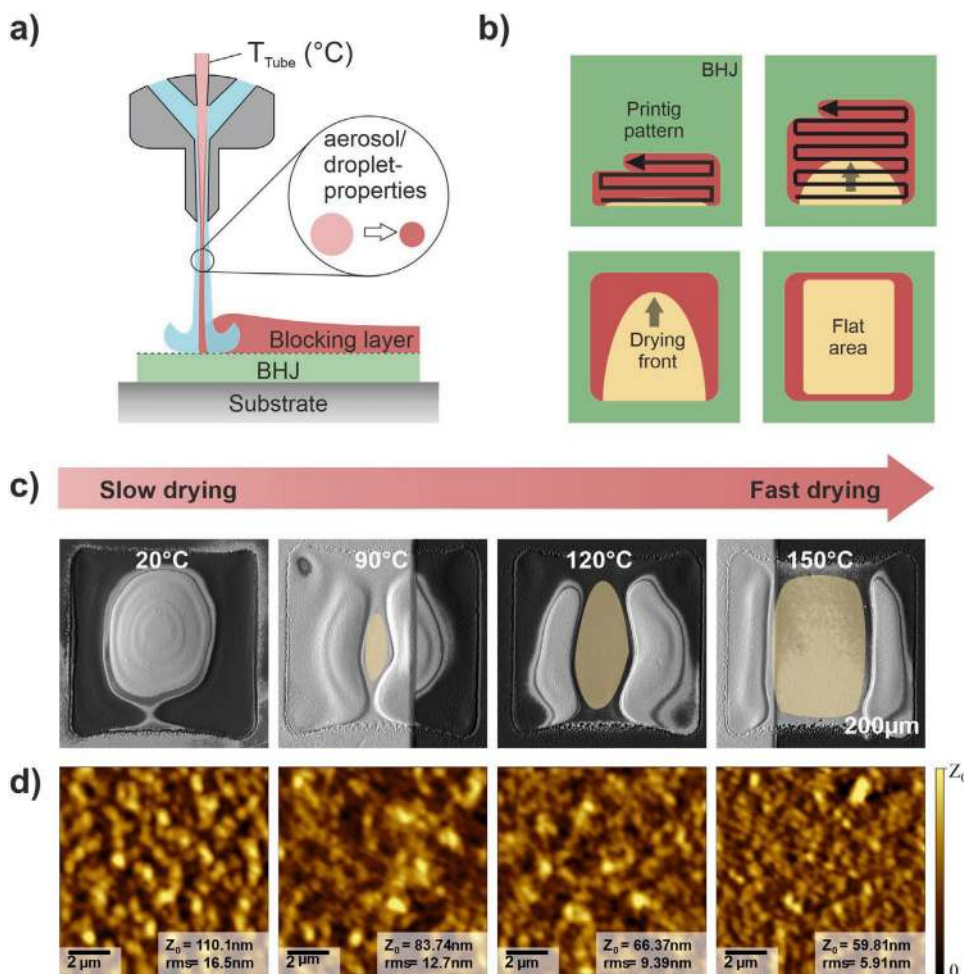 a)
T_Tube (°C)
aerosol/
droplet-
properties
Blocking layer
BHJ
Substrate
b)
BHJ
Printig
pattern
Drying
front
Flat
area
c)
Slow drying
Fast drying
20°C
90°C
120°C
150°C
200µm
d)
Z₀
2 µm
Z₀ = 110.1nm
rms= 16.5nm
2 µm
Z₀ = 83.74nm
rms= 12.7nm
2 µm
Z₀ = 66.37nm
rms= 9.39nm
2 µm
Z₀ = 59.81nm
rms= 5.91nm
0